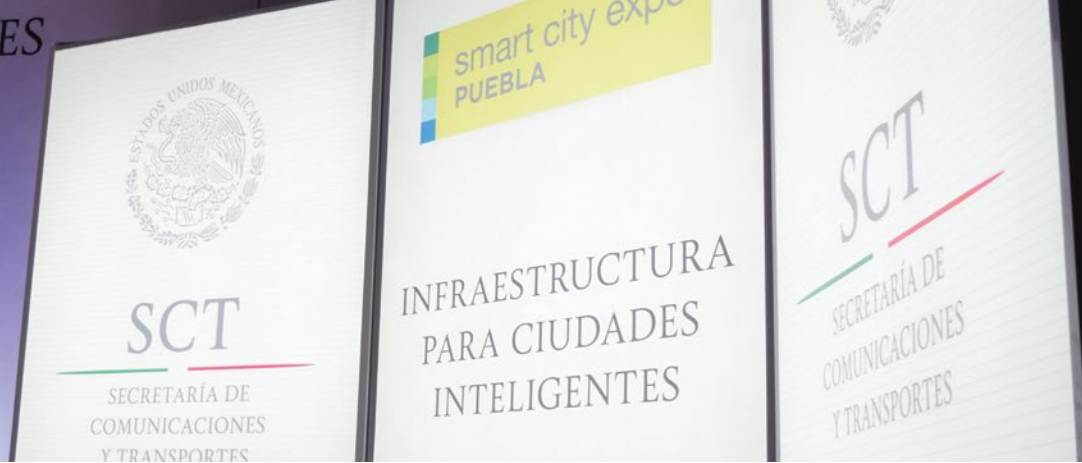 ES
ESTADOS UNIDOS MEXICANOS
SCT
SECRETARÍA DE
COMUNICACIONES
Y TRANSPORTES
smart city expo
PUEBLA
INFRAESTRUCTURA
PARA CIUDADES
INTELIGENTES
SCT
SECRETARÍA DE
COMUNICACIONES
Y TRANSPORTES